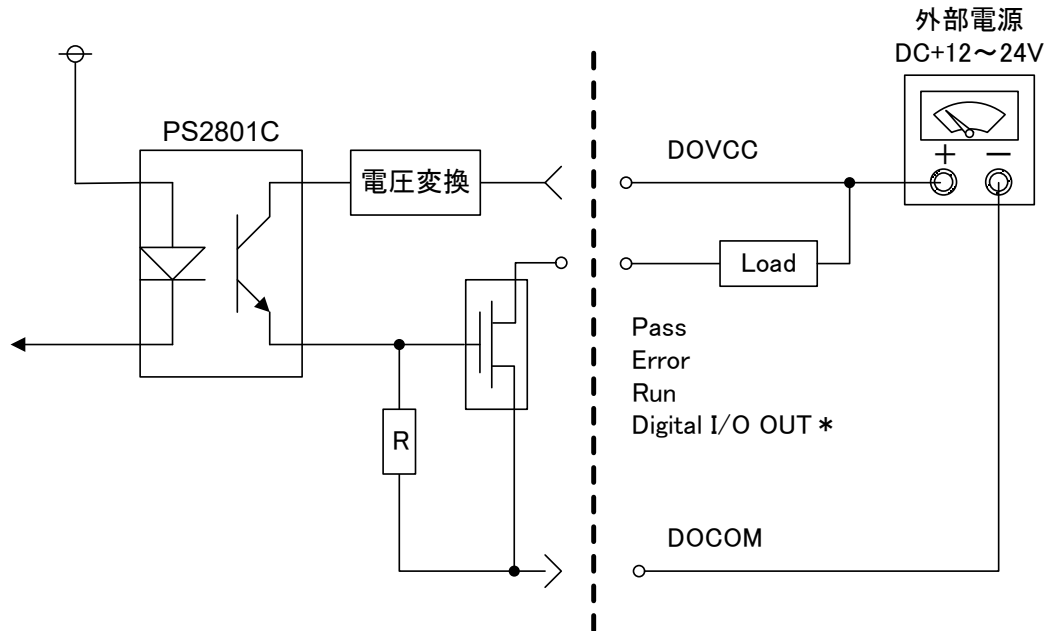 外部電源
DC+12～24V
PS2801C
電圧変換
DOVCC
+ −
Load
Pass
Error
Run
Digital I/O OUT *
R
DOCOM